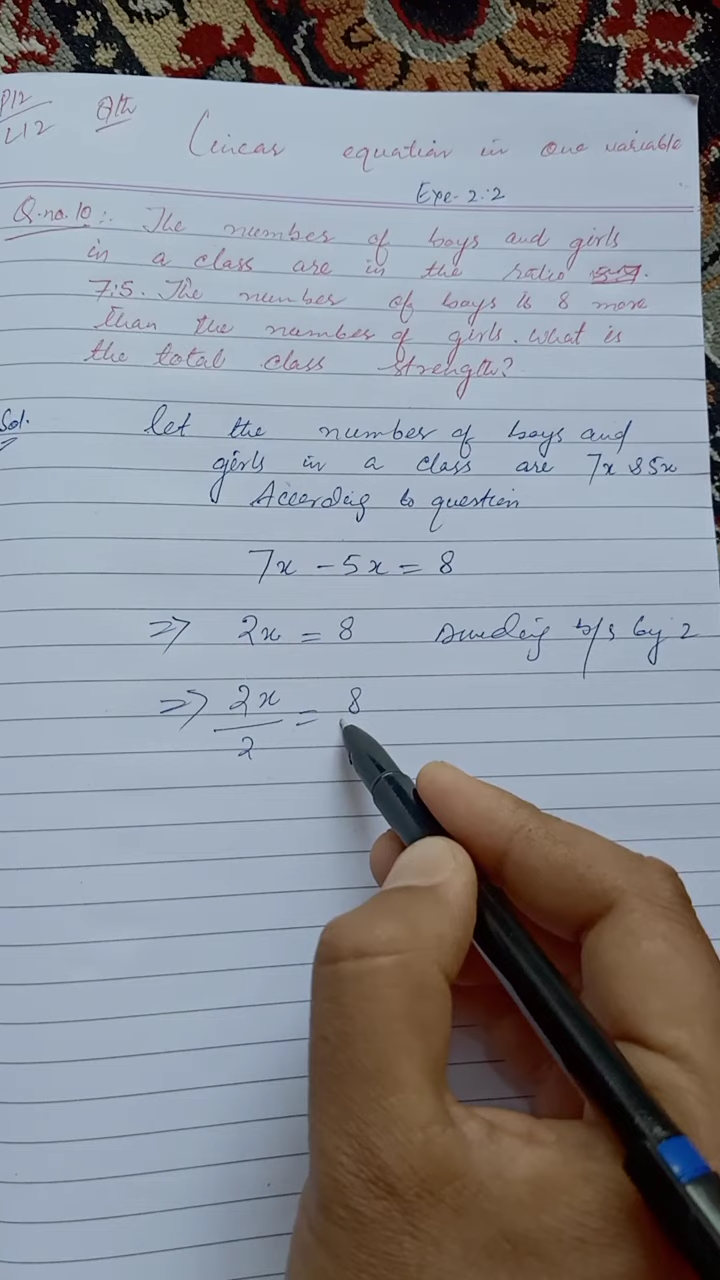 P12
L12
8th
Linear equation in one variable
Exe-2:2
Q.no.10:. The number of boys and girls
in a class are in the ratio
7:5. The number of boys is 8 more
than the number of girls. What is
the total class strength?
Sol.
let the number of boys and
girls in a class are 7x & 5x
According to question
7x - 5x = 8
=> 2x = 8 Dividing b/s by 2
=> 2x/2 = 8